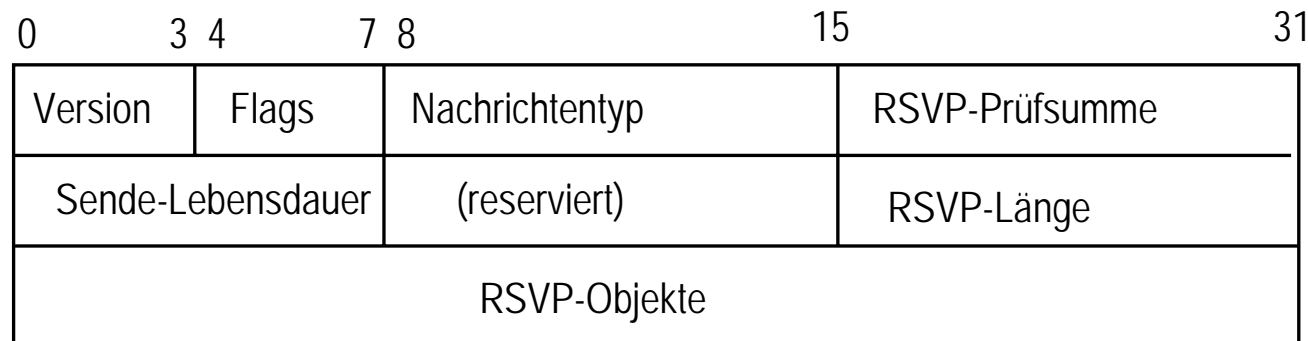 0 3 4 7 8 15 31
Version Flags Nachrichtentyp RSVP-Prüfsumme
Sende-Lebensdauer (reserviert) RSVP-Länge
RSVP-Objekte